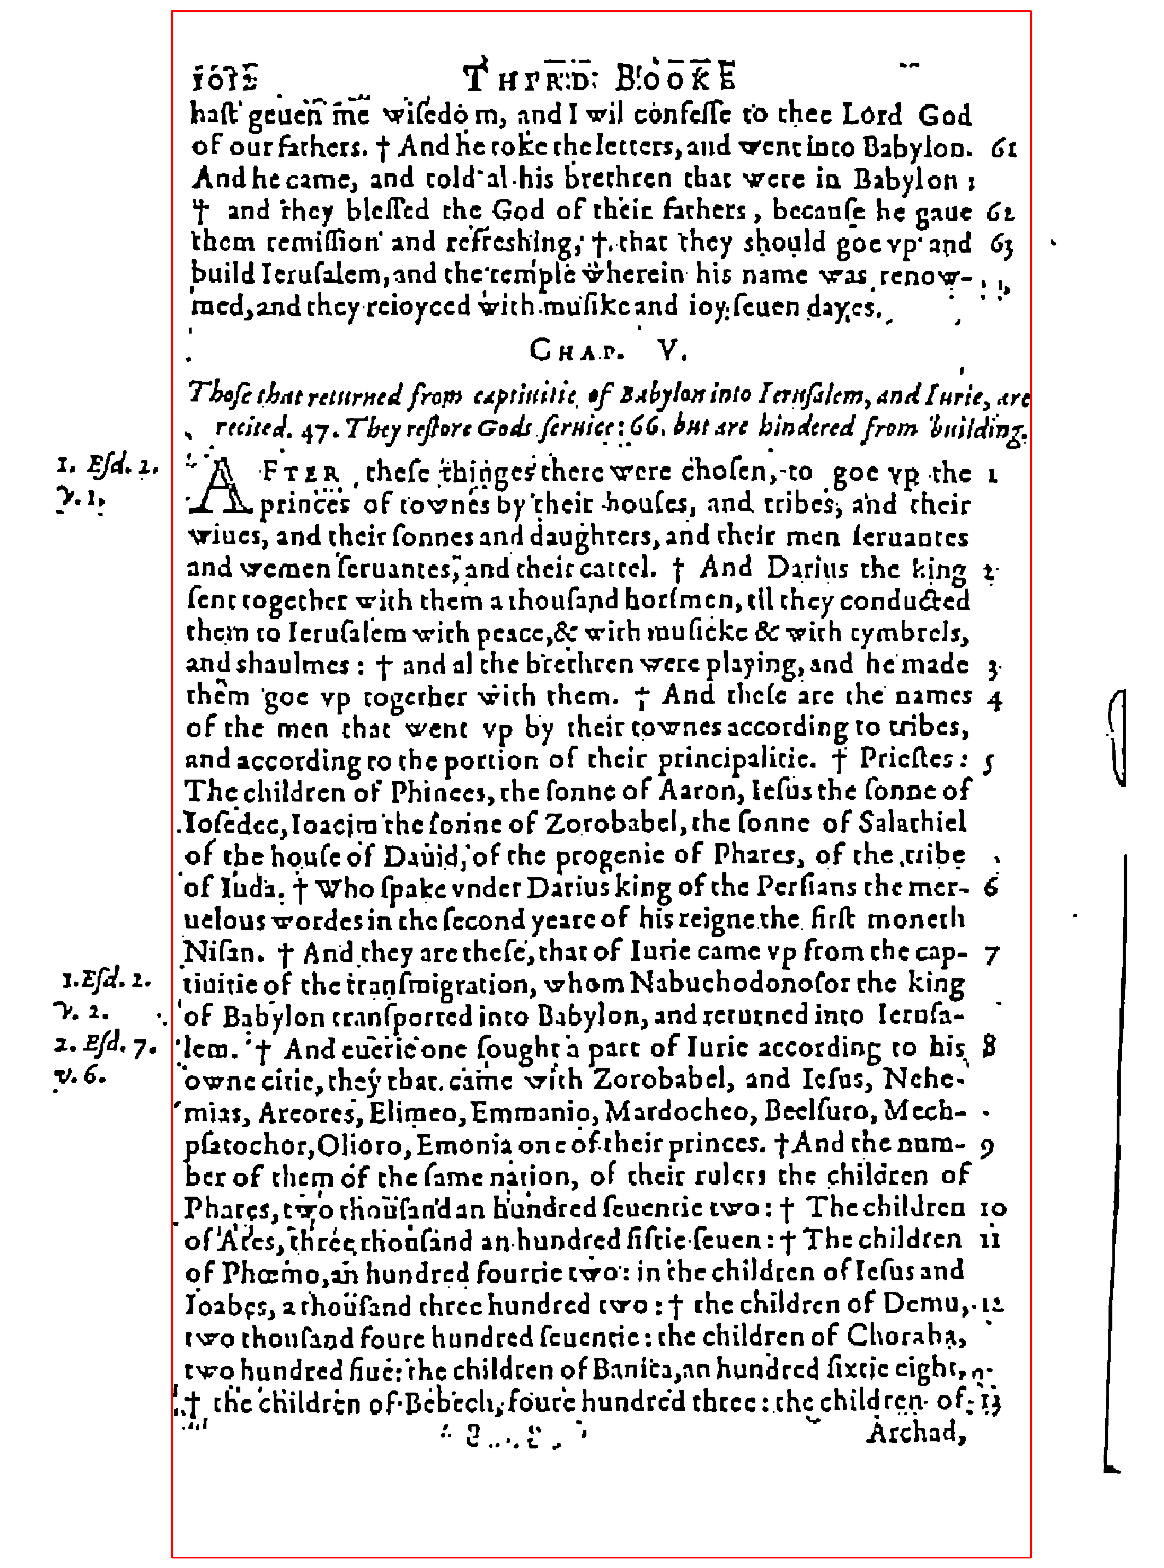 THIRD BOOKE
haſt geuen me wiſedom, and I wil confeſſe to thee Lord God
of our fathers. † And he toke the letters, and went into Babylon. 61
And he came, and told al his brethren that were in Babylon:
† and they bleſſed the God of their fathers, becauſe he gaue 62
them remiſſion and refreshing, † that they should goe vp and 63
build Ieruſalem, and the temple wherein his name was renow-
med, and they reioyced with muſike and ioy ſeuen dayes.
CHAP. V.
Thoſe that returned from captiuitie of Babylon into Ieruſalem, and Iurie, are
recited. 47. They reſtore Gods ſeruice: 66. but are hindered from building.
1. Eſd. 2.
v. 1.
AFTER theſe thinges there were choſen, to goe vp the 1
princes of townes by their houſes, and tribes, and their
wiues, and their ſonnes and daughters, and their men ſeruantes
and wemen ſeruantes, and their cattel. † And Darius the king 2
ſent together with them a thouſand horſmen, til they conducted
them to Ieruſalem with peace, & with muſicke & with tymbrels,
and shaulmes: † and al the brethren were playing, and he made 3
them goe vp together with them. † And theſe are the names 4
of the men that went vp by their townes according to tribes,
and according to the portion of their principalitie. † Prieſtes: 5
The children of Phinees, the ſonne of Aaron, Ieſus the ſonne of
Ioſedec, Ioacim the ſonne of Zorobabel, the ſonne of Salathiel
of the houſe of Dauid, of the progenie of Phares, of the tribe
of Iuda. † Who ſpake vnder Darius king of the Perſians the mer- 6
uelous wordes in the ſecond yeare of his reigne the firſt moneth
Niſan. † And they are theſe, that of Iurie came vp from the cap- 7
1. Eſd. 2.
v. 2.
2. Eſd. 7.
v. 6.
tiuitie of the tranſmigration, whom Nabuchodonoſor the king
of Babylon tranſported into Babylon, and returned into Ieruſa-
lem. † And euerie one ſought a part of Iurie according to his 8
owne citie, they that came with Zorobabel, and Ieſus, Nehe-
mias, Areores, Elimeo, Emmanio, Mardocheo, Beelſuro, Mech-
pſatochor, Olioro, Emonia one of their princes. † And the num- 9
ber of them of the ſame nation, of their rulers the children of
Phares, two thouſand an hundred ſeuentie two: † The children 10
of Ares, three thouſand an hundred fiftie ſeuen: † The children 11
of Phœmo, an hundred fourtie two: in the children of Ieſus and
Ioabes, a thouſand three hundred two: † the children of Demu, 12
two thouſand foure hundred ſeuentie: the children of Choraba,
two hundred fiue: the children of Banica, an hundred ſixtie eight,
† the children of Bebech, foure hundred three: the children of 13
Archad,